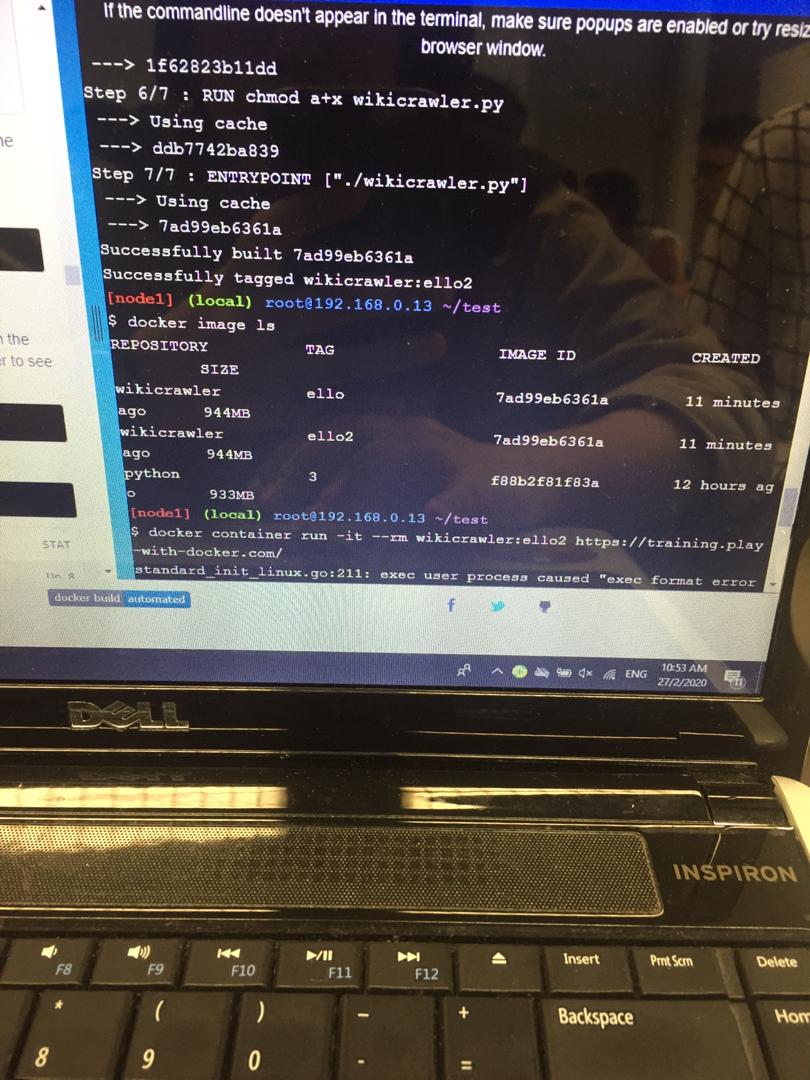 If the commandline doesn't appear in the terminal, make sure popups are enabled or try resiz
browser window.
---> 1f62823b11dd
Step 6/7 : RUN chmod a+x wikicrawler.py
---> Using cache
---> ddb7742ba839
Step 7/7 : ENTRYPOINT ["./wikicrawler.py"]
---> Using cache
---> 7ad99eb6361a
Successfully built 7ad99eb6361a
Successfully tagged wikicrawler:ello2
[node1] (local) root@192.168.0.13 ~/test
$ docker image ls
REPOSITORY TAG IMAGE ID CREATED
SIZE
wikicrawler ello 7ad99eb6361a 11 minutes
ago 944MB
wikicrawler ello2 7ad99eb6361a 11 minutes
ago 944MB
python 3 f88b2f81f83a 12 hours ag
o 933MB
[node1] (local) root@192.168.0.13 ~/test
$ docker container run -it --rm wikicrawler:ello2 https://training.play
-with-docker.com/
standard_init_linux.go:211: exec user process caused "exec format error
the
to see
STAT
docker build automated
f
ENG
10:53 AM
27/2/2020
11
DELL
INSPIRON
F8 F9 F10 F11 F12 Insert Prnt Scrn Delete
* ( ) - + Backspace Hom
8 9 0 - =